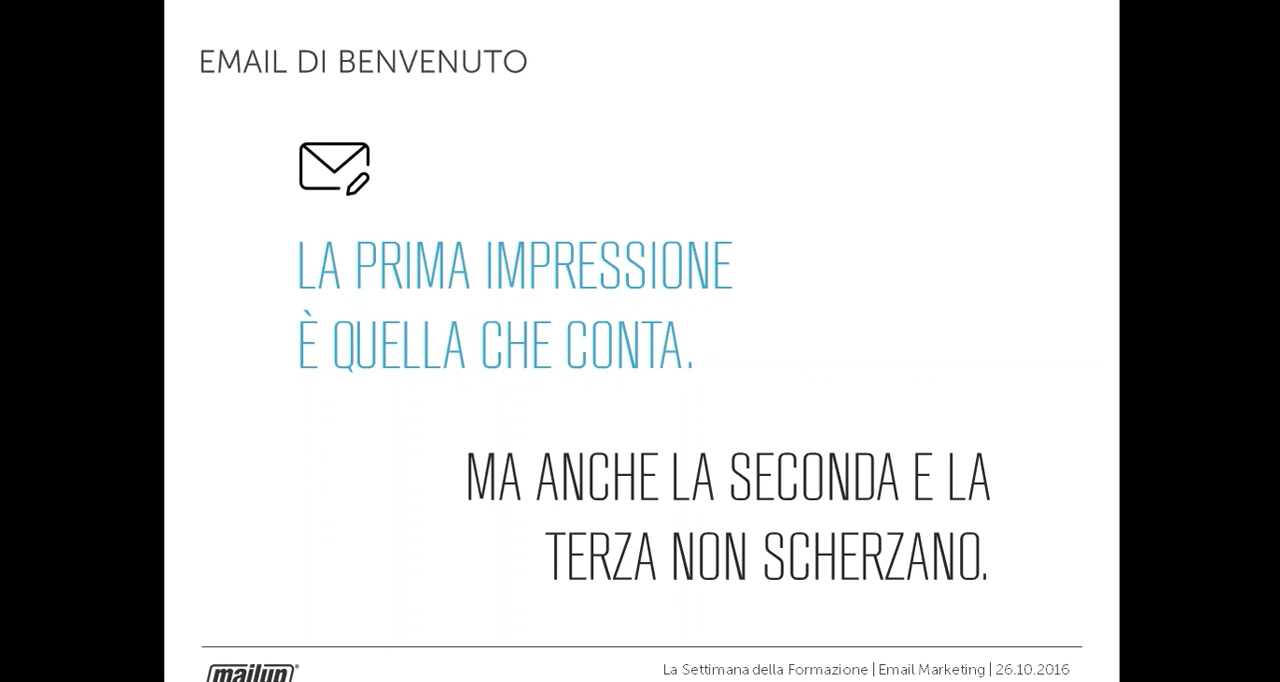 EMAIL DI BENVENUTO
LA PRIMA IMPRESSIONE
È QUELLA CHE CONTA.
MA ANCHE LA SECONDA E LA
TERZA NON SCHERZANO.
mailup®
La Settimana della Formazione | Email Marketing | 26.10.2016